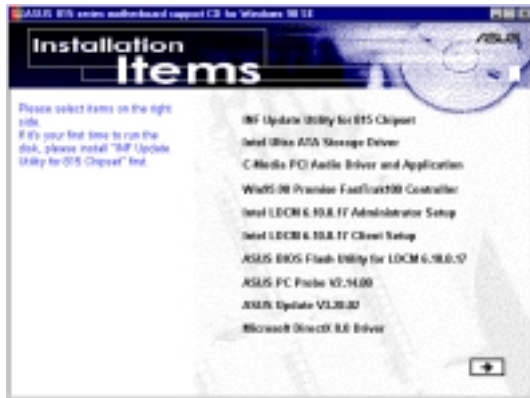 ASUS 815 series motherboard support CD for Windows 98 SE
ASUS
Installation
Items
Please select items on the right
side.
If it's your first time to run the
disk, please install "INF Update
Utility for 815 Chipset" first.
INF Update Utility for 815 Chipset
Intel Ultra ATA Storage Driver
C-Media PCI Audio Driver and Application
Win95/98 Promise FastTrak100 Controller
Intel LDCM 6.10.0.17 Administrator Setup
Intel LDCM 6.10.0.17 Client Setup
ASUS BIOS Flash Utility for LDCM 6.10.0.17
ASUS PC Probe V2.14.00
ASUS Update V3.20.02
Microsoft DirectX 8.0 Driver